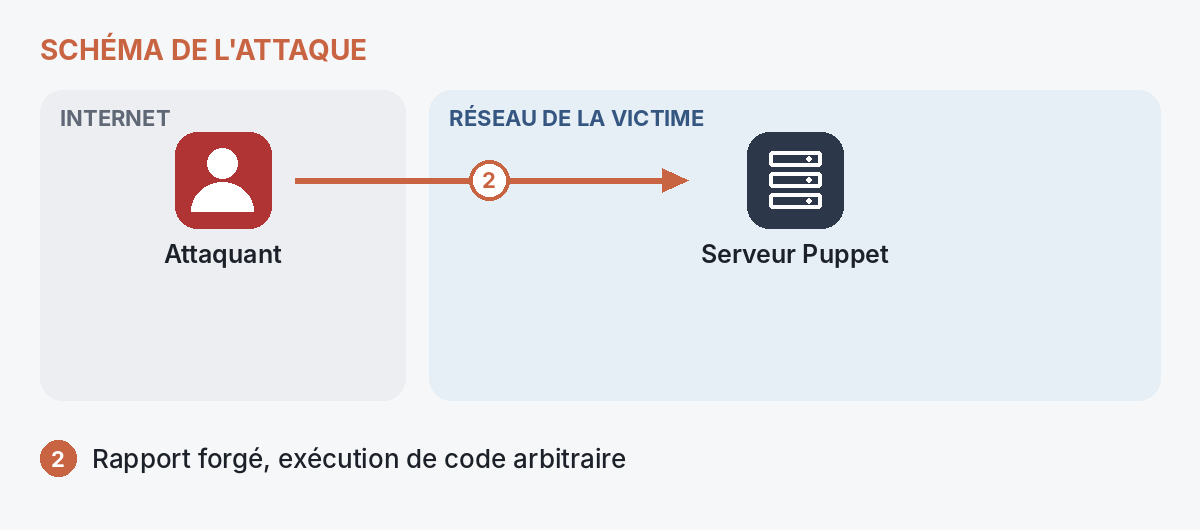 SCHÉMA DE L'ATTAQUE
INTERNET
RÉSEAU DE LA VICTIME
2
Attaquant
Serveur Puppet
2 Rapport forgé, exécution de code arbitraire